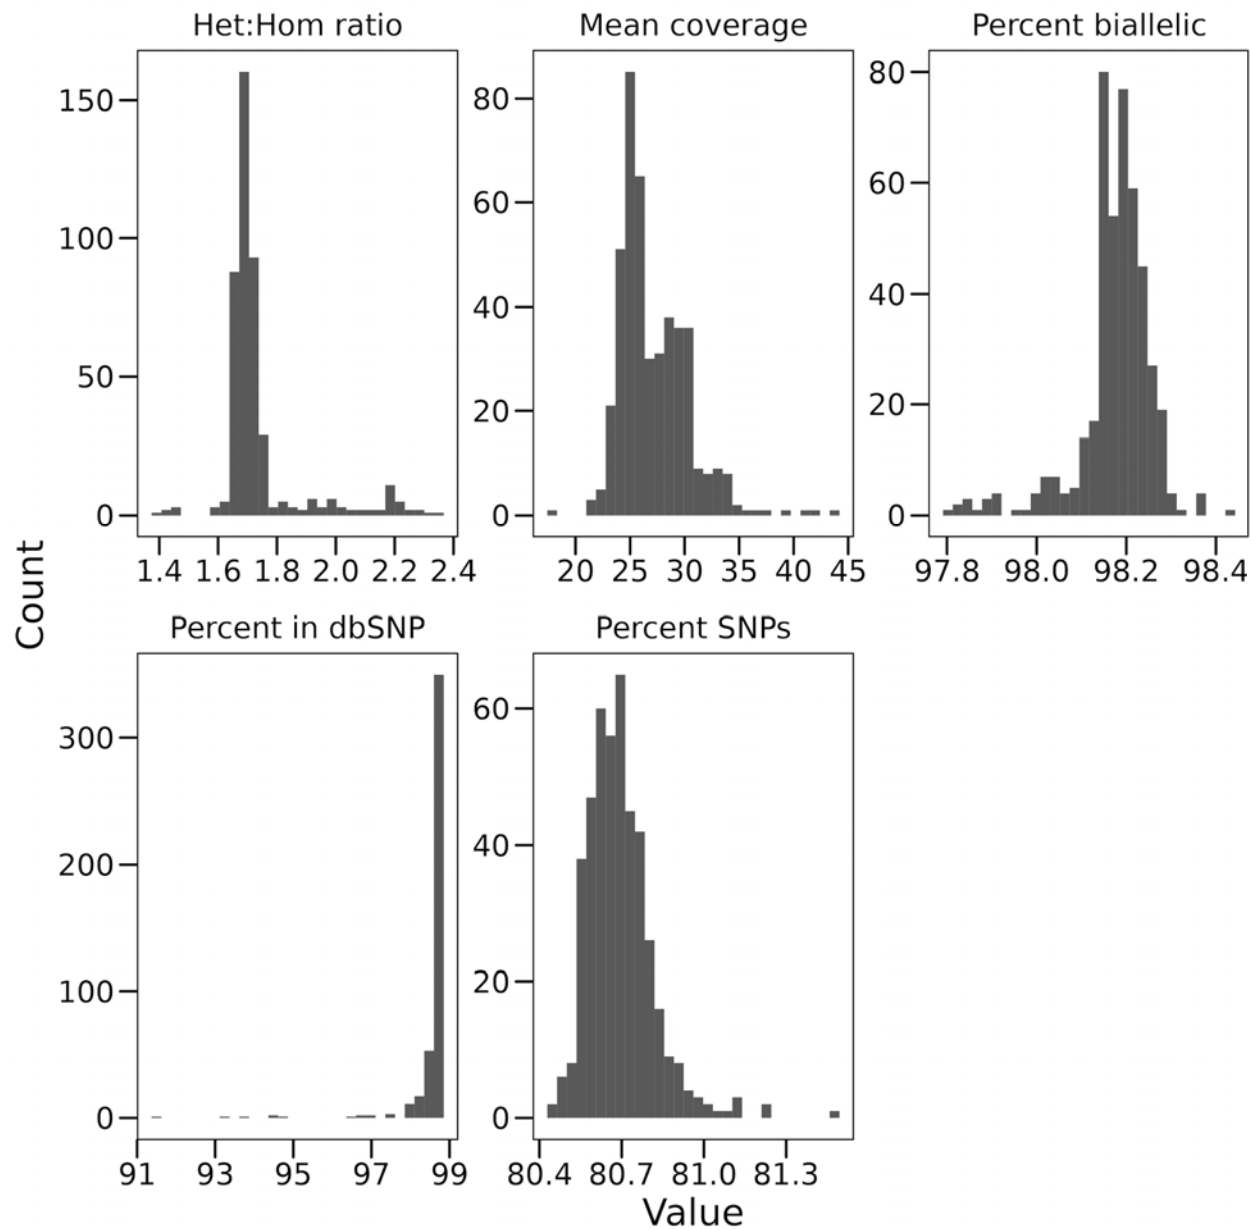 Het:Hom ratio Mean coverage Percent biallelic
150 80 80
100 60 60
50 40 40
0 20 20
0 0
1.4 1.6 1.8 2.0 2.2 2.4 20 25 30 35 40 45 97.8 98.0 98.2 98.4
Count
Percent in dbSNP Percent SNPs
300 60
200 40
100 20
0 0
91 93 95 97 99 80.4 80.7 81.0 81.3
Value